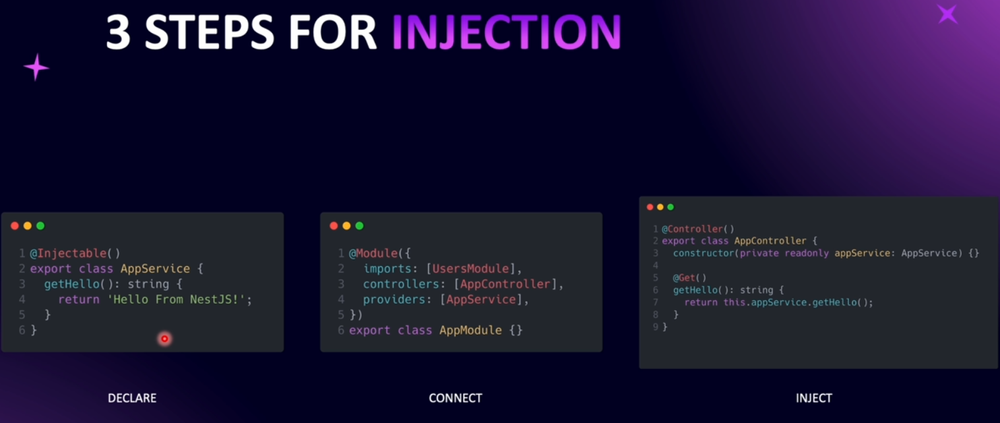 3 STEPS FOR INJECTION
1 @Injectable()
2 export class AppService {
3   getHello(): string {
4     return 'Hello From NestJS!';
5   }
6 }
DECLARE
1 @Module({
2   imports: [UsersModule],
3   controllers: [AppController],
4   providers: [AppService],
5 })
6 export class AppModule {}
CONNECT
1 @Controller()
2 export class AppController {
3   constructor(private readonly appService: AppService) {}
4
5   @Get()
6   getHello(): string {
7     return this.appService.getHello();
8   }
9 }
INJECT